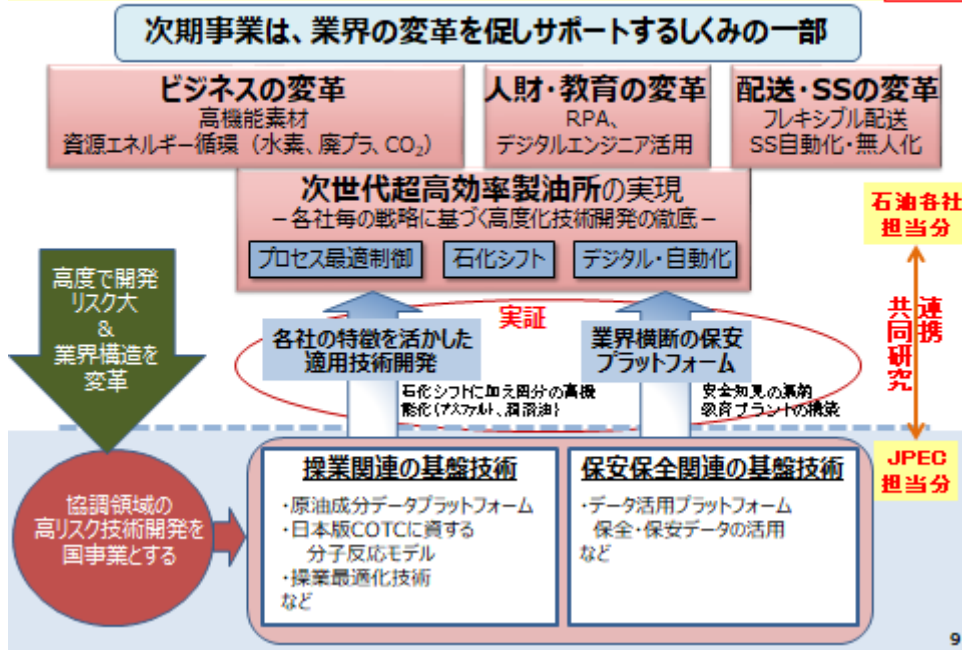 次期事業は、業界の変革を促しサポートするしくみの一部
ビジネスの変革
高機能素材
資源エネルギー循環（水素、廃プラ、CO₂）
人財・教育の変革
RPA、
デジタルエンジニア活用
配送・SSの変革
フレキシブル配送
SS自動化・無人化
次世代超高効率製油所の実現
－各社毎の戦略に基づく高度化技術開発の徹底－
プロセス最適制御
石化シフト
デジタル・自動化
石油各社
担当分
高度で開発
リスク大
&
業界構造を
変革
実証
各社の特徴を活かした
適用技術開発
業界横断の保安
プラットフォーム
石化シフトに加え留分の高機
能化(アスファルト、潤滑油)
安全知見の集約
教育プラントの構築
連携
共同研究
JPEC
担当分
協調領域の
高リスク技術開発を
国事業とする
操業関連の基盤技術
・原油成分データプラットフォーム
・日本版COTCに資する
分子反応モデル
・操業最適化技術
など
保安保全関連の基盤技術
・データ活用プラットフォーム
保全・保安データの活用
など
9